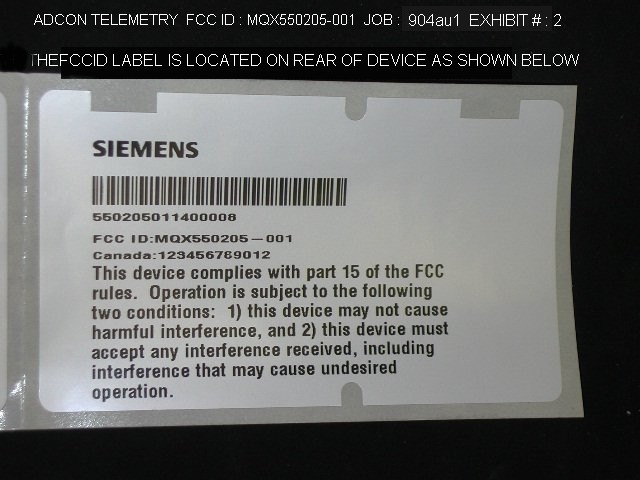 ADCON TELEMETRY FCC ID : MQX550205-001 JOB : 904au1 EXHIBIT # : 2
THEFCCID LABEL IS LOCATED ON REAR OF DEVICE AS SHOWN BELOW
SIEMENS
550205011400008
FCC ID:MQX550205-001
Canada:123456789012
This device complies with part 15 of the FCC
rules. Operation is subject to the following
two conditions: 1) this device may not cause
harmful interference, and 2) this device must
accept any interference received, including
interference that may cause undesired
operation.